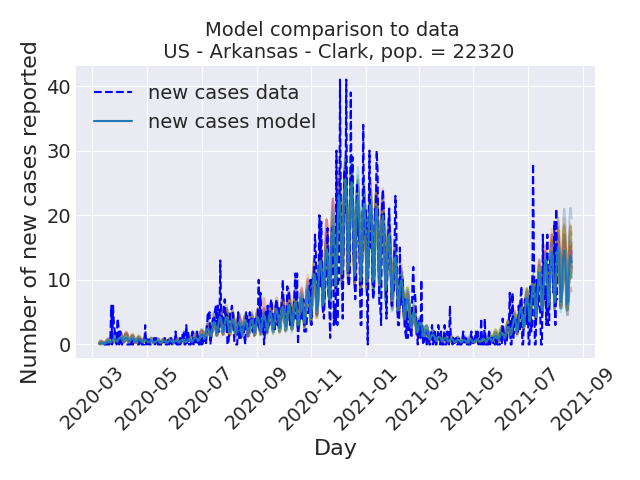 Model comparison to data
US - Arkansas - Clark, pop. = 22320
Number of new cases reported
40
30
20
10
0
new cases data
new cases model
2020-03
2020-05
2020-07
2020-09
2020-11
2021-01
2021-03
2021-05
2021-07
2021-09
Day